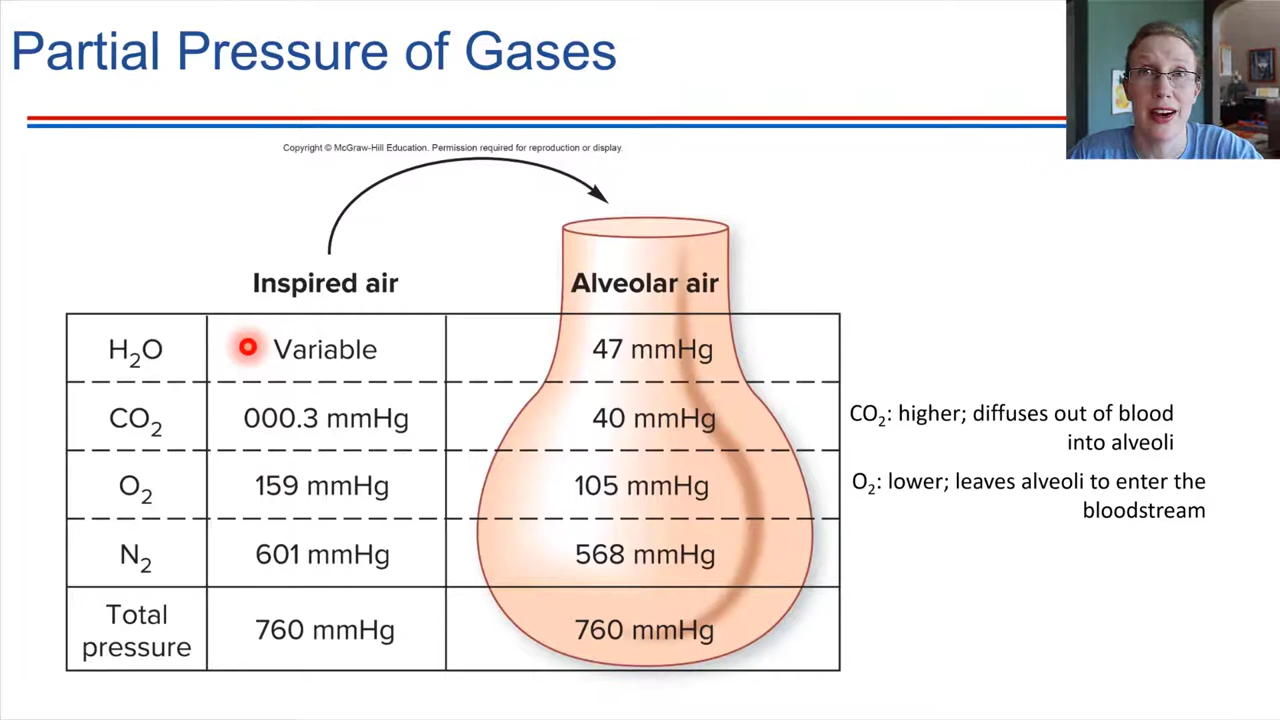 Partial Pressure of Gases
Copyright © McGraw-Hill Education. Permission required for reproduction or display.
Inspired air Alveolar air
H₂O Variable 47 mmHg
CO₂ 000.3 mmHg 40 mmHg
CO₂: higher; diffuses out of blood
into alveoli
O₂ 159 mmHg 105 mmHg
O₂: lower; leaves alveoli to enter the
bloodstream
N₂ 601 mmHg 568 mmHg
Total
pressure 760 mmHg 760 mmHg